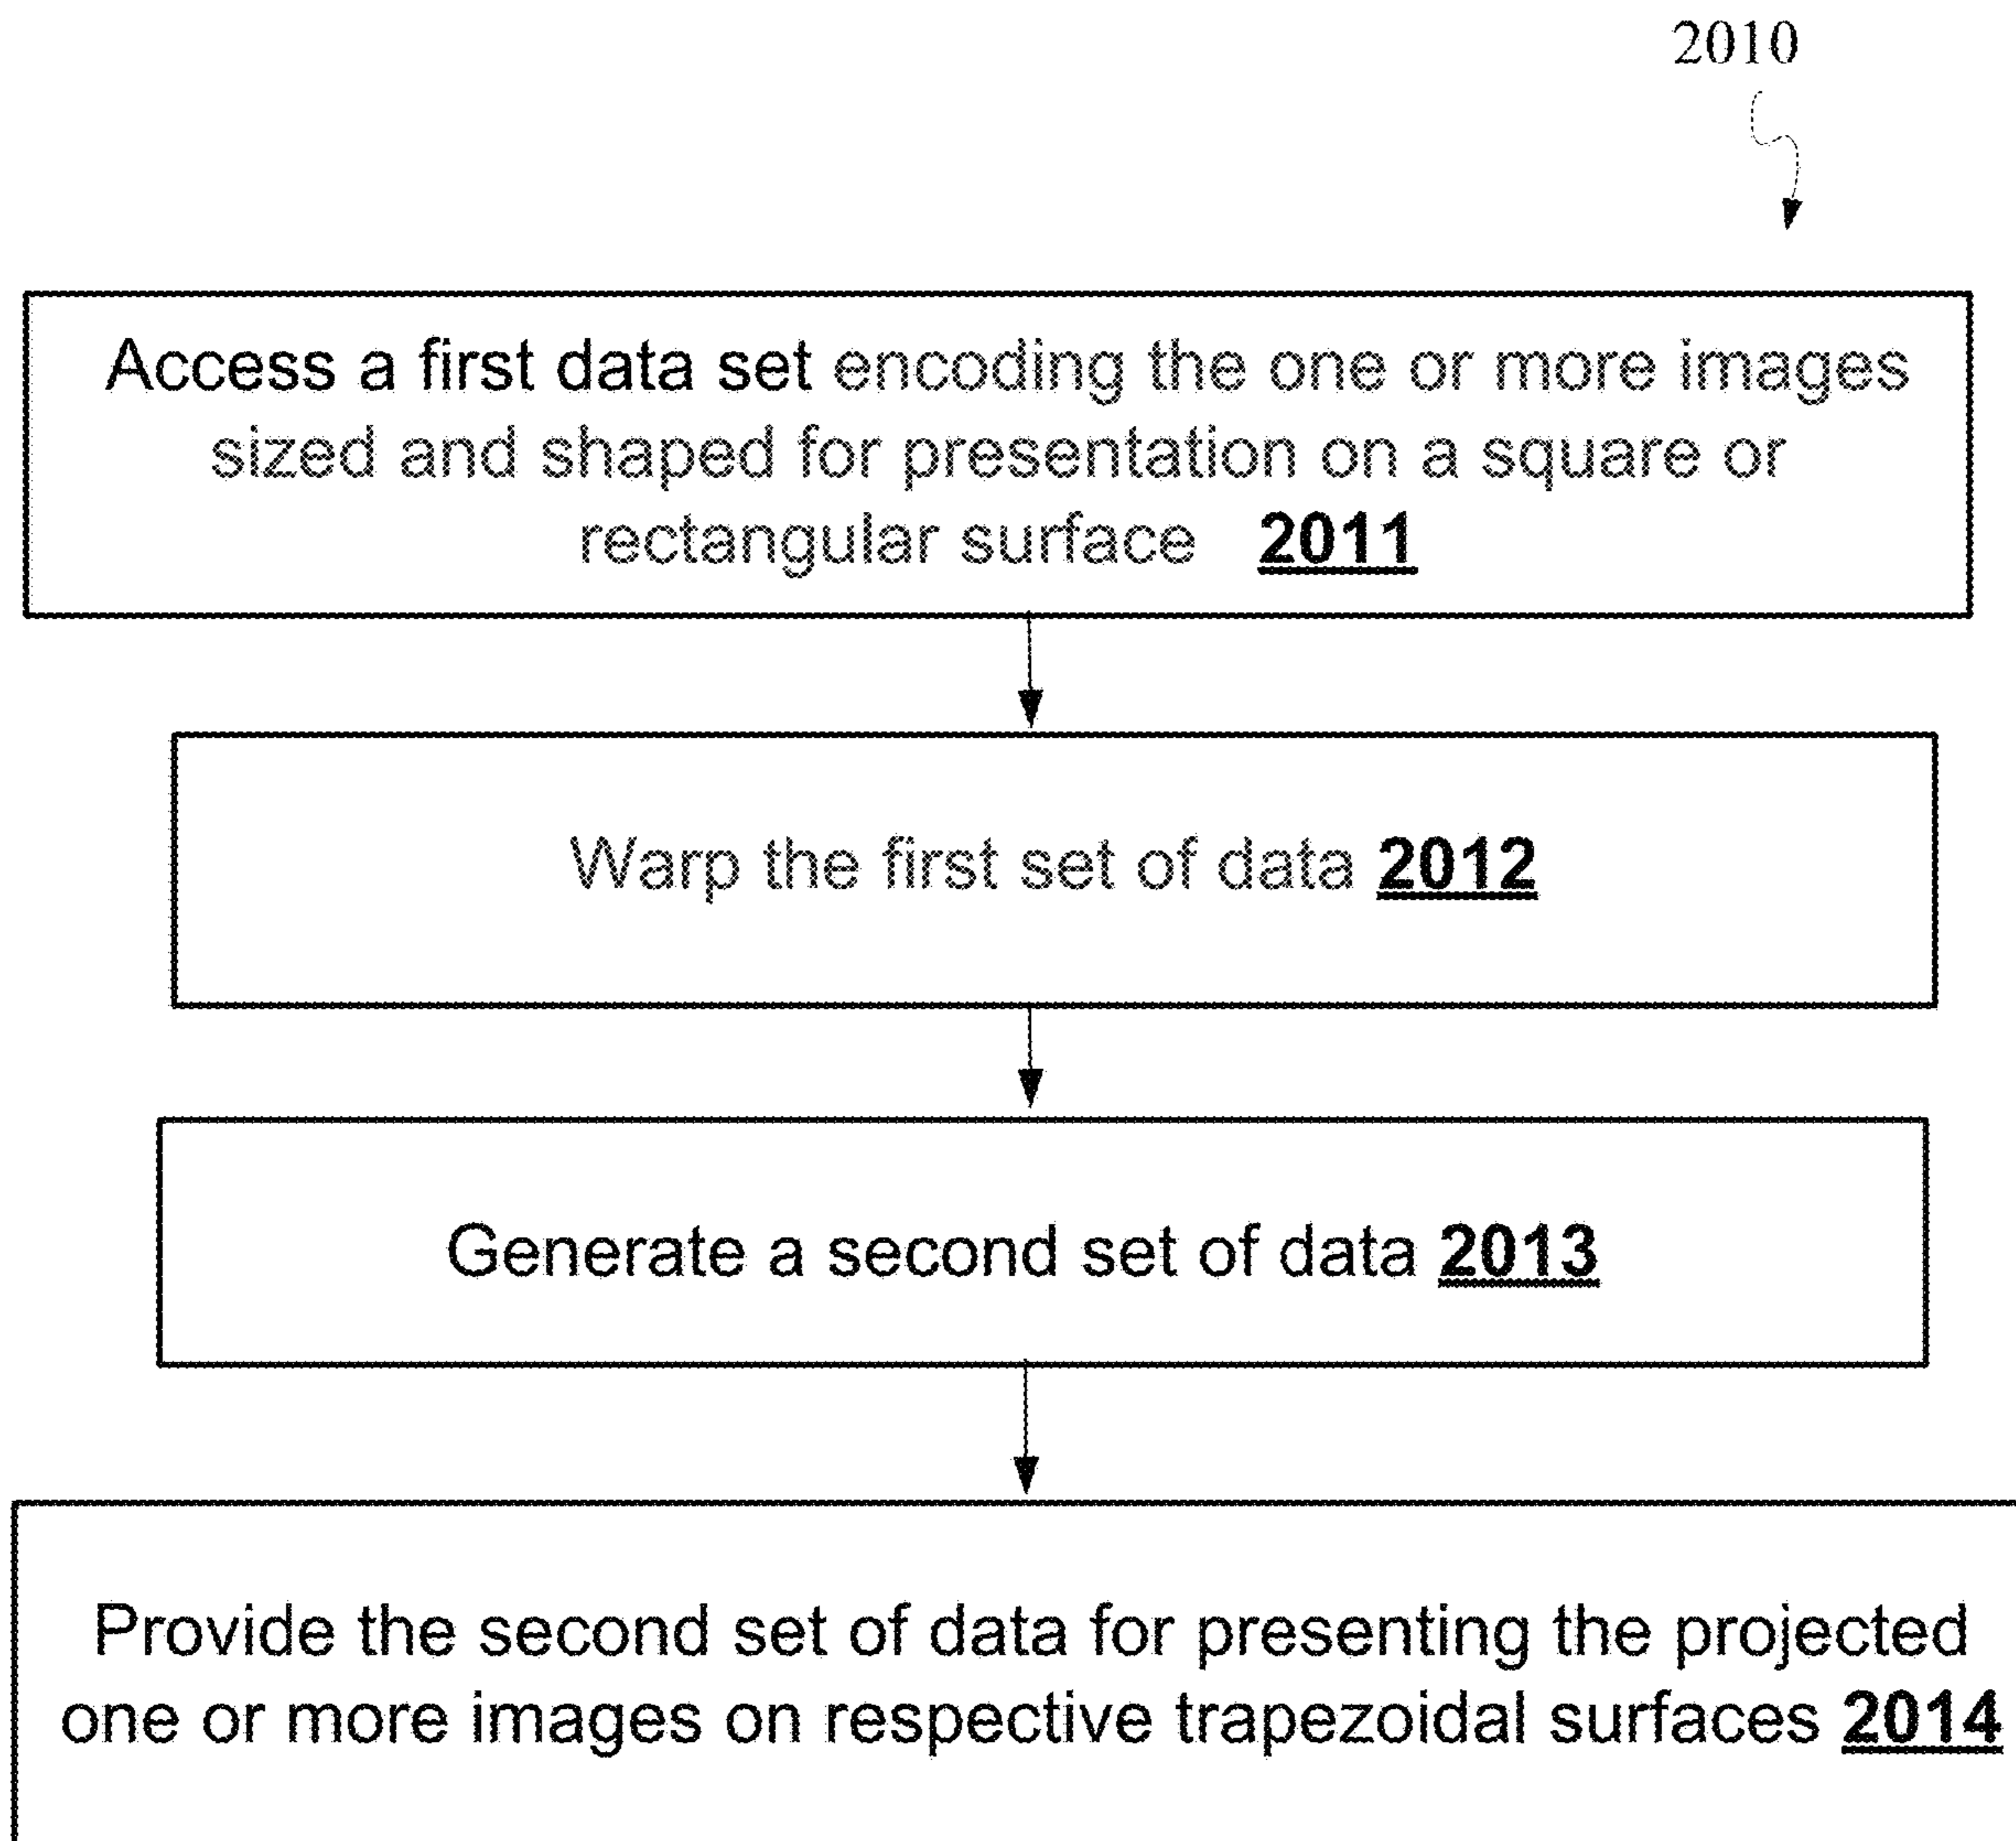 2010
Access a first data set encoding the one or more images
sized and shaped for presentation on a square or
rectangular surface 2011
Warp the first set of data 2012
Generate a second set of data 2013
Provide the second set of data for presenting the projected
one or more images on respective trapezoidal surfaces 2014